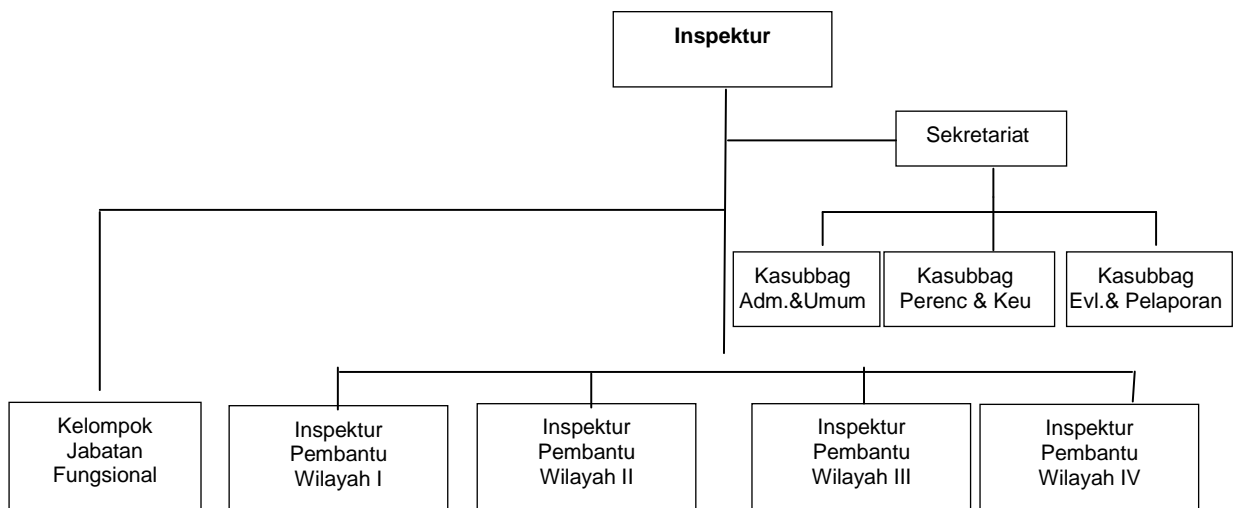 Inspektur
Sekretariat
Kasubbag
Adm.&Umum
Kasubbag
Perenc & Keu
Kasubbag
Evl.& Pelaporan
Kelompok
Jabatan
Fungsional
Inspektur
Pembantu
Wilayah I
Inspektur
Pembantu
Wilayah II
Inspektur
Pembantu
Wilayah III
Inspektur
Pembantu
Wilayah IV